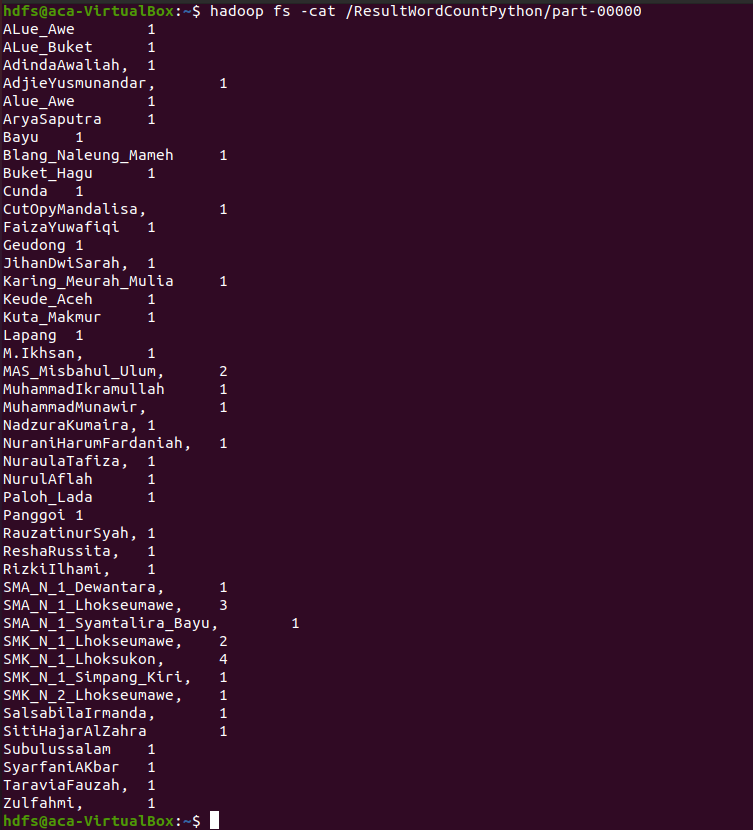 hdfs@aca-VirtualBox:~$ hadoop fs -cat /ResultWordCountPython/part-00000
ALue_Awe 1
ALue_Buket 1
AdindaAwaliah, 1
AdjieYusmunandar, 1
Alue_Awe 1
AryaSaputra 1
Bayu 1
Blang_Naleung_Mameh 1
Buket_Hagu 1
Cunda 1
CutOpyMandalisa, 1
FaizaYuwafiqi 1
Geudong 1
JihanDwiSarah, 1
Karing_Meurah_Mulia 1
Keude_Aceh 1
Kuta_Makmur 1
Lapang 1
M.Ikhsan, 1
MAS_Misbahul_Ulum, 2
MuhammadIkramullah 1
MuhammadMunawir, 1
NadzuraKumaira, 1
NuraniHarumFardaniah, 1
NuraulaTafiza, 1
NurulAflah 1
Paloh_Lada 1
Panggoi 1
RauzatinurSyah, 1
ReshaRussita, 1
RizkiIlhami, 1
SMA_N_1_Dewantara, 1
SMA_N_1_Lhokseumawe, 3
SMA_N_1_Syamtalira_Bayu, 1
SMK_N_1_Lhokseumawe, 2
SMK_N_1_Lhoksukon, 4
SMK_N_1_Simpang_Kiri, 1
SMK_N_2_Lhokseumawe, 1
SalsabilaIrmanda, 1
SitiHajarAlZahra 1
Subulussalam 1
SyarfaniAKbar 1
TaraviaFauzah, 1
Zulfahmi, 1
hdfs@aca-VirtualBox:~$